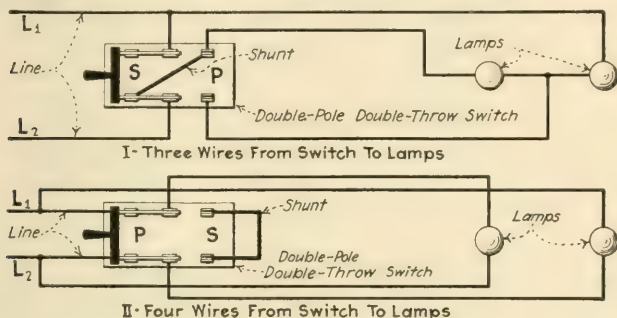 L1
Line
S
P
Shunt
Lamps
L2
Double-Pole Double-Throw Switch
I-Three Wires From Switch To Lamps
L1
Line
P
S
Shunt
Lamps
L2
Double-Pole
Double-Throw Switch
II-Four Wires From Switch To Lamps